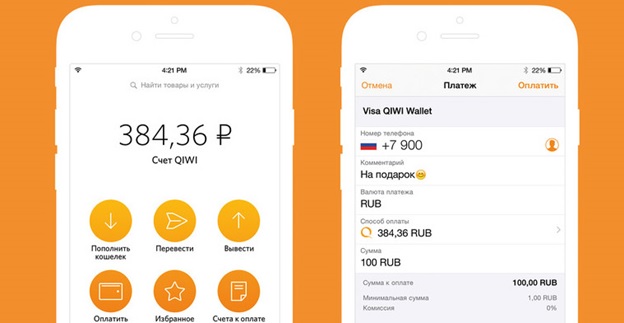 4:21 PM
22%
Найти товары и услуги
384,36 ₽
Счет QIWI
Пополнить
кошелек
Перевести
Вывести
Оплатить
Избранное
Счета к оплате
4:21 PM
22%
Отмена
Платеж
Оплатить
Visa QIWI Wallet
Номер телефона
+7 900
Комментарий
На подарок😊
Валюта платежа
RUB
Способ оплаты
384,36 RUB
Сумма
100 RUB
Сумма к оплате 100,00 RUB
Минимальная сумма 1,00 RUB
Комиссия 0%